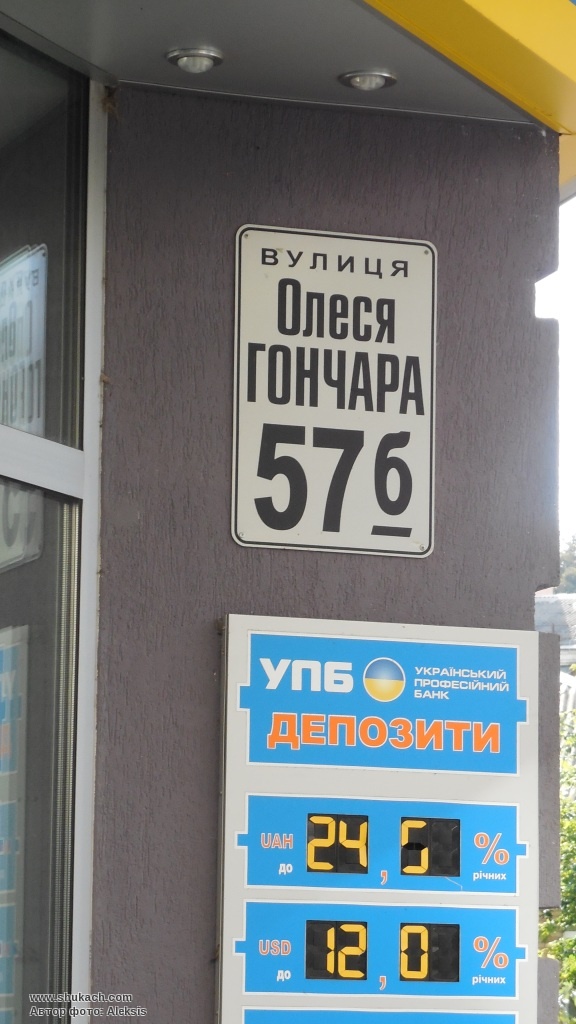 ВУЛИЦЯ
Олеся
ГОНЧАРА
57б
УПБ
УКРАЇНСЬКИЙ
ПРОФЕСІЙНИЙ
БАНК
ДЕПОЗИТИ
UAH до 24,5 % річних
USD до 12,0 % річних
www.shukach.com
Автор фото: Aleksis